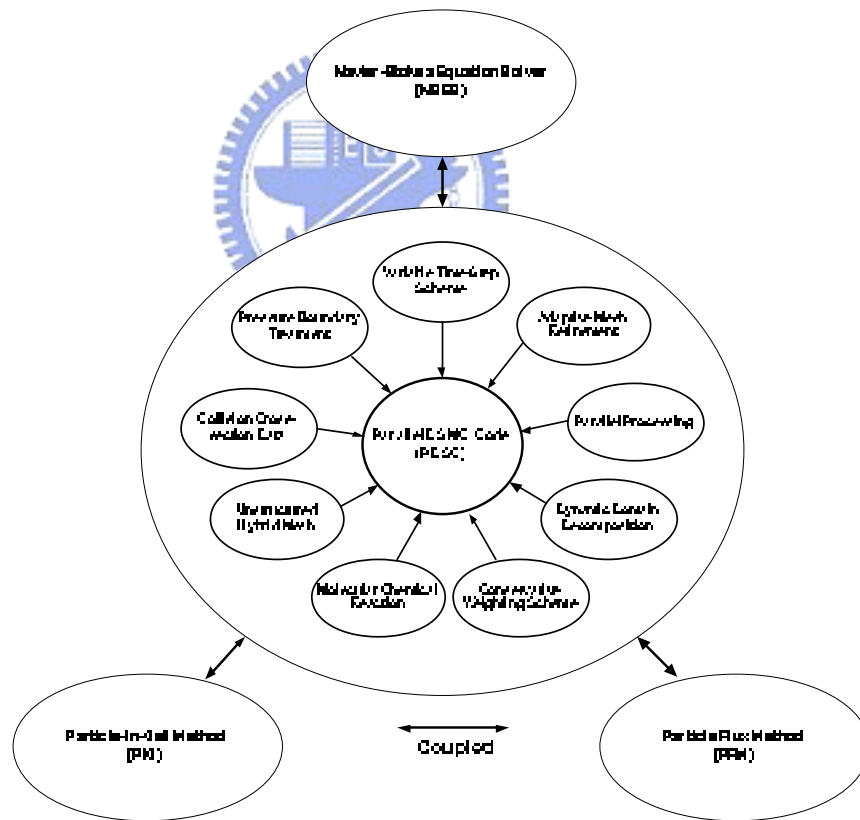 Navier-Stokes Equation Solver
Variable Time-step
Scheme
Pressure Boundary
Treatment
Adaptive Mesh
Refinement
Parallel DSMC Code
(PDSC)
Parallel Processing
Collision Cross-
Unstructured
Hybrid Mesh
Dynamic Domain
Decomposition
Molecular Chemical
Reaction
Conservative
Weighting Scheme
Particle-In-Cell Method
(PIC)
Coupled
Particle Flux Method
(PFM)